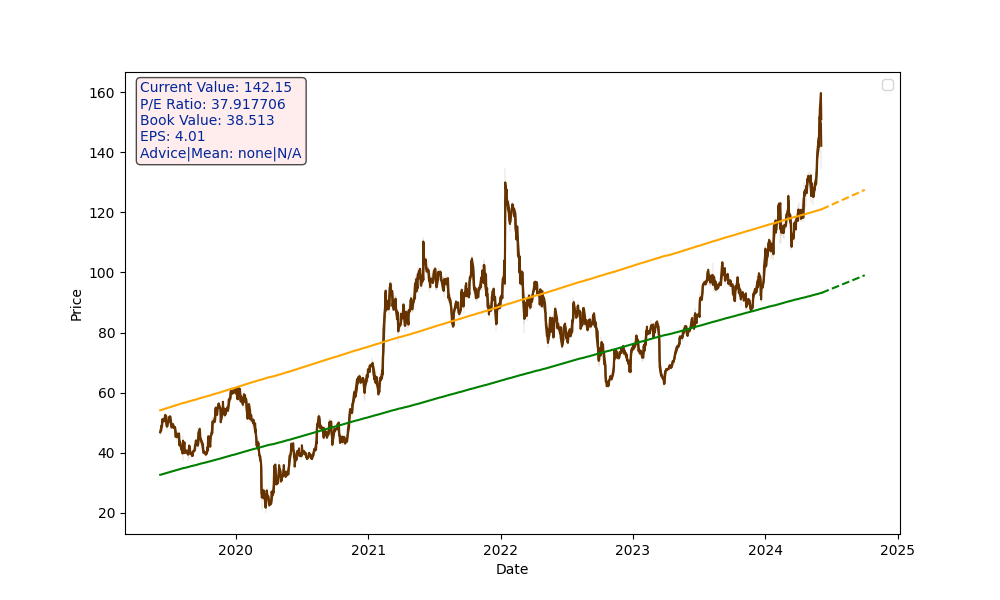 Current Value: 142.15
P/E Ratio: 37.917706
Book Value: 38.513
EPS: 4.01
Advice|Mean: none|N/A
Price
160
140
120
100
80
60
40
20
2020 2021 2022 2023 2024 2025
Date